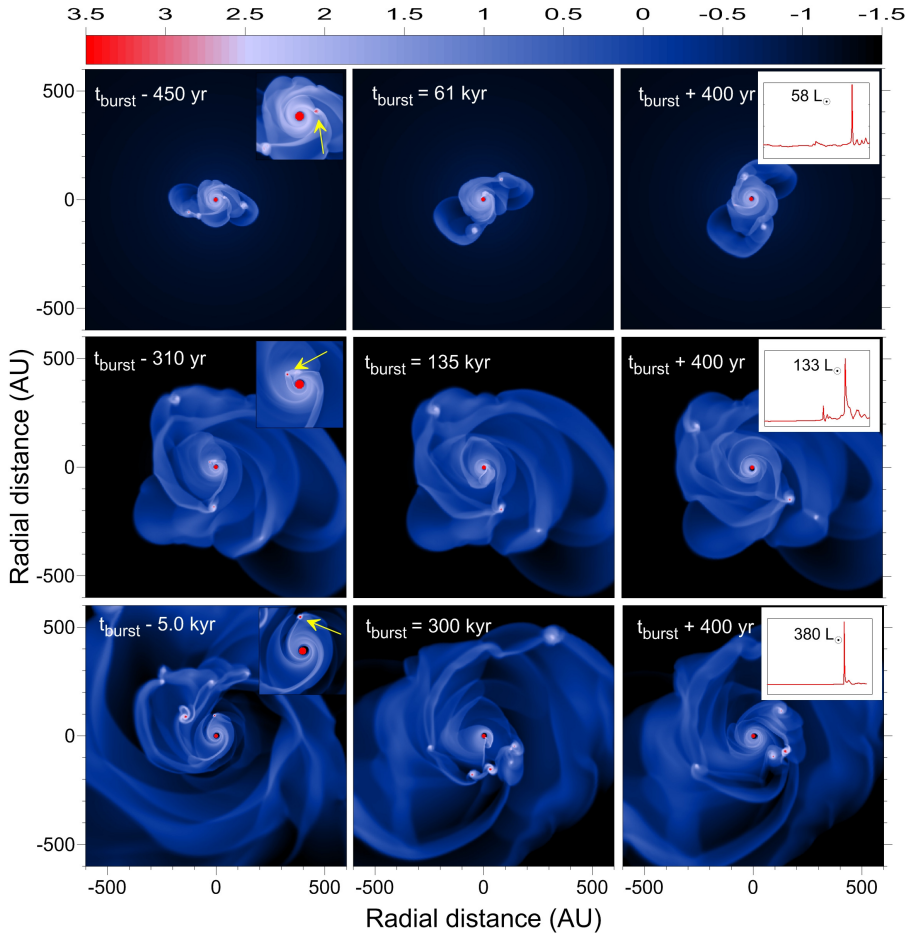 3.5 3 2.5 2 1.5 1 0.5 0 -0.5 -1 -1.5
500
t_burst - 450 yr
t_burst = 61 kyr
t_burst + 400 yr
58 L_⊙
0
-500
500
t_burst - 310 yr
t_burst = 135 kyr
t_burst + 400 yr
133 L_⊙
Radial distance (AU)
0
-500
500
t_burst - 5.0 kyr
t_burst = 300 kyr
t_burst + 400 yr
380 L_⊙
0
-500
-500 0 500 -500 0 500 -500 0 500
Radial distance (AU)